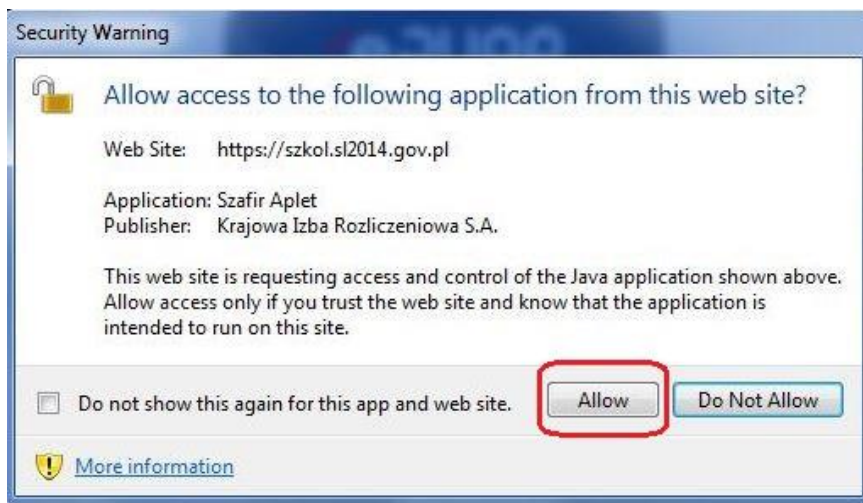 Security Warning
Allow access to the following application from this web site?
Web Site: https://szkol.sl2014.gov.pl
Application: Szafir Aplet
Publisher: Krajowa Izba Rozliczeniowa S.A.
This web site is requesting access and control of the Java application shown above.
Allow access only if you trust the web site and know that the application is
intended to run on this site.
Do not show this again for this app and web site.
Allow
Do Not Allow
More information